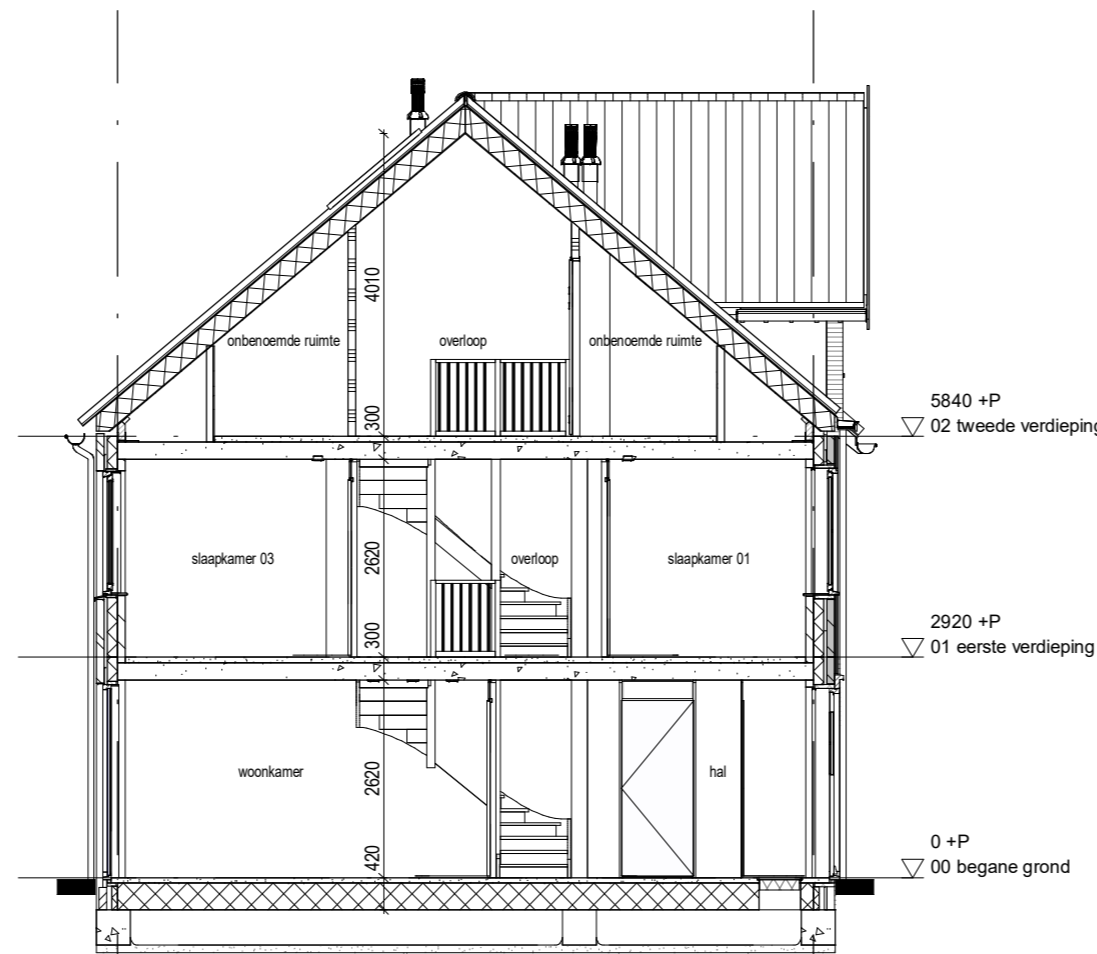 4010
onbenoemde ruimte
overloop
onbenoemde ruimte
300
5840 +P
02 tweede verdieping
slaapkamer 03
2620
overloop
slaapkamer 01
300
2920 +P
01 eerste verdieping
woonkamer
2620
hal
420
0 +P
00 begane grond